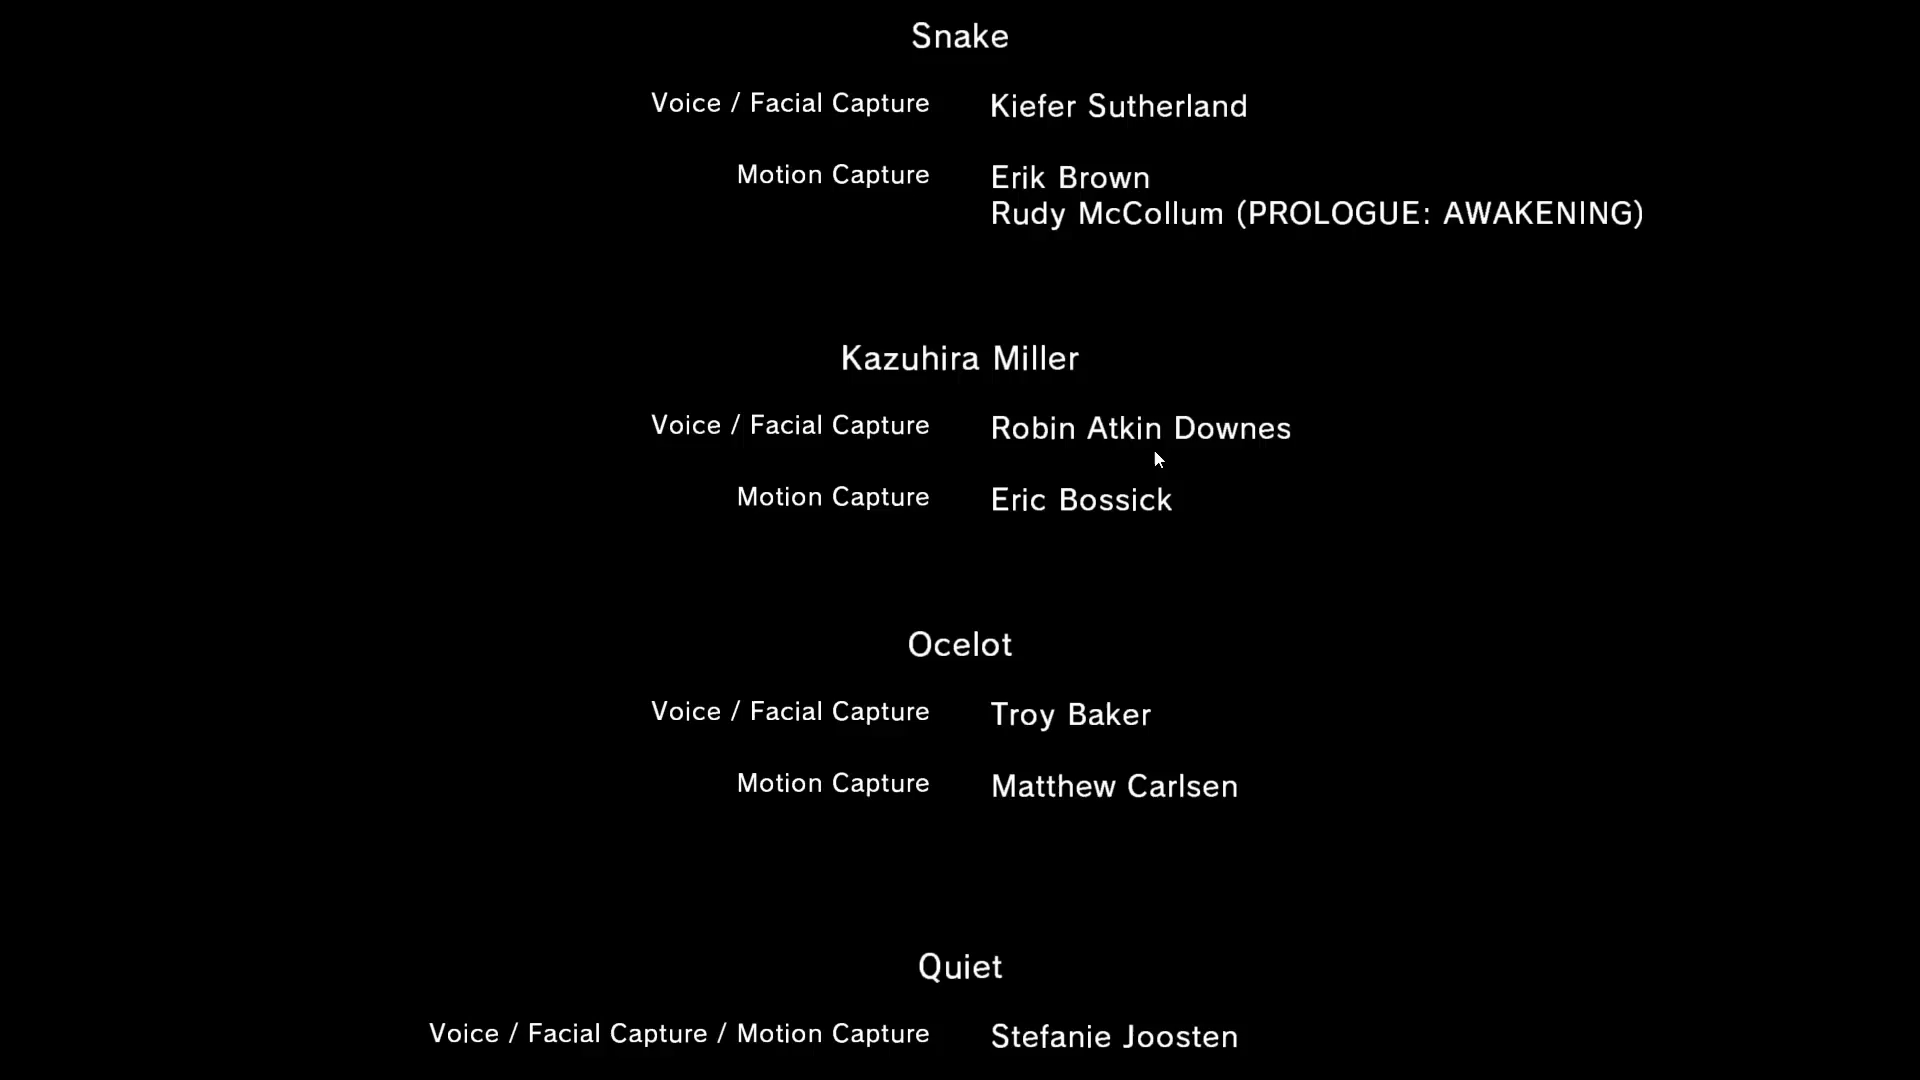 Snake
Voice / Facial Capture Kiefer Sutherland
Motion Capture Erik Brown
Rudy McCollum (PROLOGUE: AWAKENING)
Kazuhira Miller
Voice / Facial Capture Robin Atkin Downes
Motion Capture Eric Bossick
Ocelot
Voice / Facial Capture Troy Baker
Motion Capture Matthew Carlsen
Quiet
Voice / Facial Capture / Motion Capture Stefanie Joosten